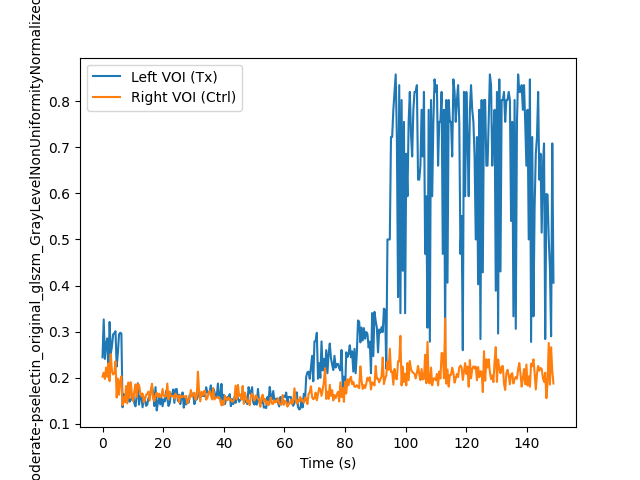 oderate-pselectin_original_glszm_GrayLevelNonUniformityNormalized
Left VOI (Tx)
Right VOI (Ctrl)
0.8
0.7
0.6
0.5
0.4
0.3
0.2
0.1
0 20 40 60 80 100 120 140
Time (s)